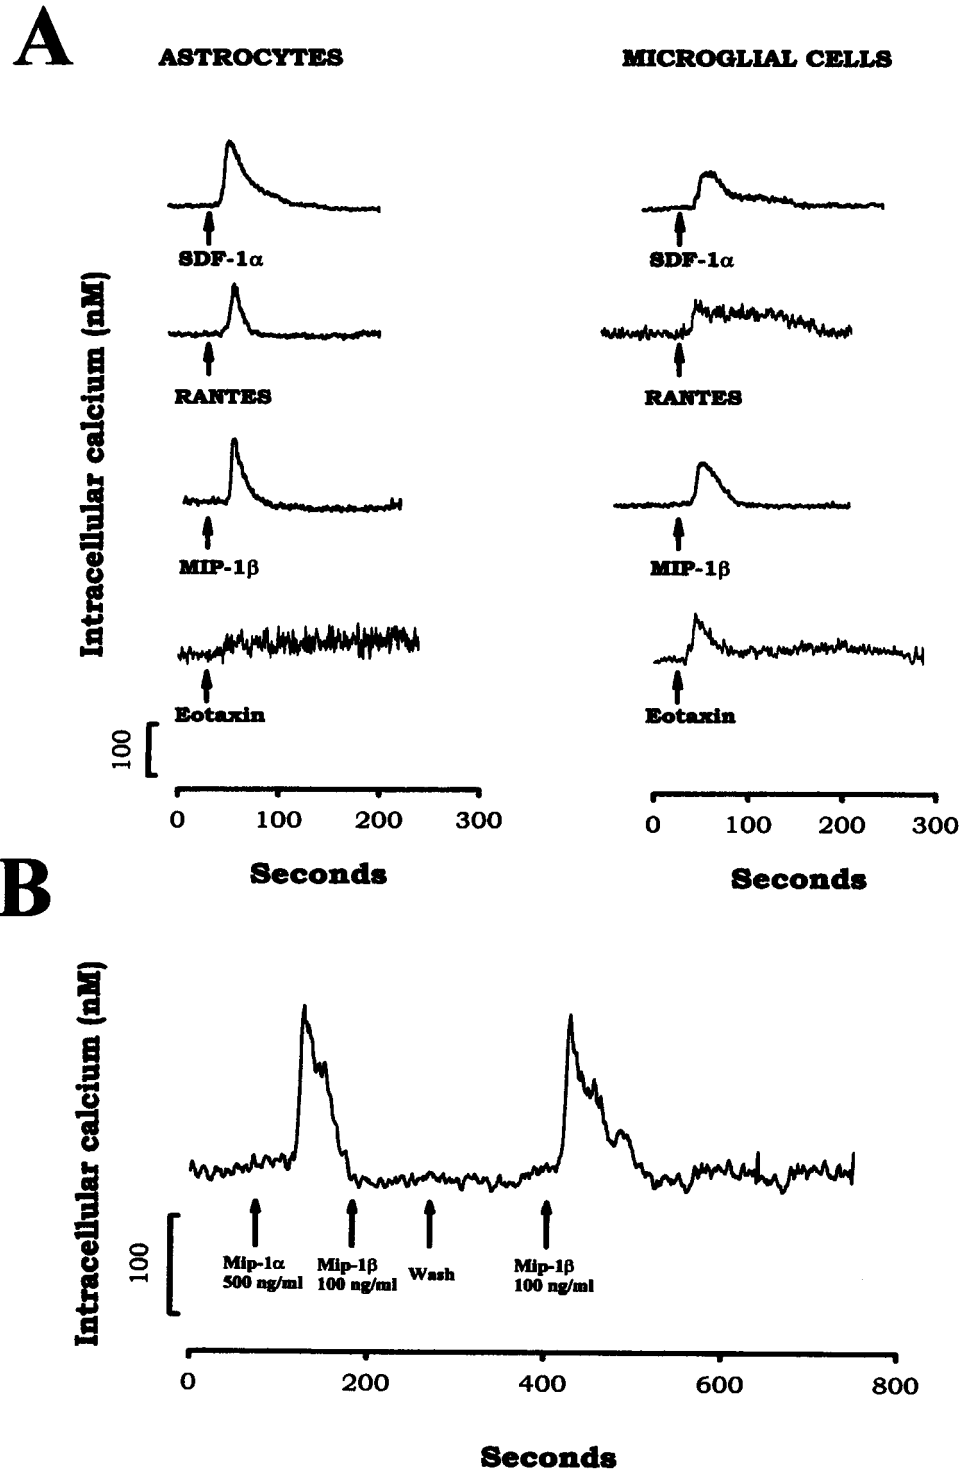 A
ASTROCYTES
MICROGLIAL CELLS
Intracellular calcium (nM)
SDF-1α
SDF-1α
RANTES
RANTES
MIP-1β
MIP-1β
Eotaxin
Eotaxin
100
0 100 200 300
0 100 200 300
Seconds
Seconds
B
Intracellular calcium (nM)
100
Mip-1α
500 ng/ml
Mip-1β
100 ng/ml
Wash
Mip-1β
100 ng/ml
0 200 400 600 800
Seconds